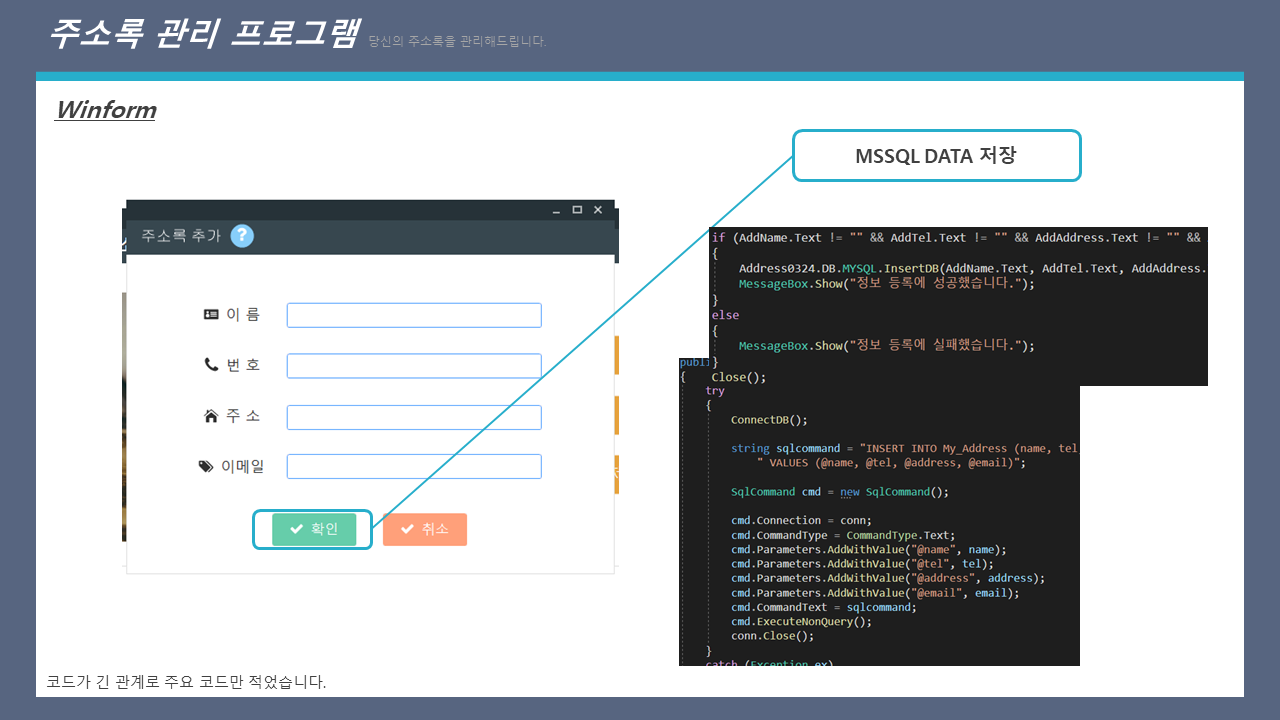 주소록 관리 프로그램 당신의 주소록을 관리해드립니다.
Winform
MSSQL DATA 저장
주소록 추가 ?
이 름
번 호
주 소
이메일
확인 취소
if (AddName.Text != "" && AddTel.Text != "" && AddAddress.Text != "" &&
{
Address0324.DB.MYSQL.InsertDB(AddName.Text, AddTel.Text, AddAddress.
MessageBox.Show("정보 등록에 성공했습니다.");
}
else
{
MessageBox.Show("정보 등록에 실패했습니다.");
}
Close();
publi
{
try
{
ConnectDB();
string sqlcommand = "INSERT INTO My_Address (name, tel,
" VALUES (@name, @tel, @address, @email)";
SqlCommand cmd = new SqlCommand();
cmd.Connection = conn;
cmd.CommandType = CommandType.Text;
cmd.Parameters.AddWithValue("@name", name);
cmd.Parameters.AddWithValue("@tel", tel);
cmd.Parameters.AddWithValue("@address", address);
cmd.Parameters.AddWithValue("@email", email);
cmd.CommandText = sqlcommand;
cmd.ExecuteNonQuery();
conn.Close();
}
catch (Exception ex)
코드가 긴 관계로 주요 코드만 적었습니다.